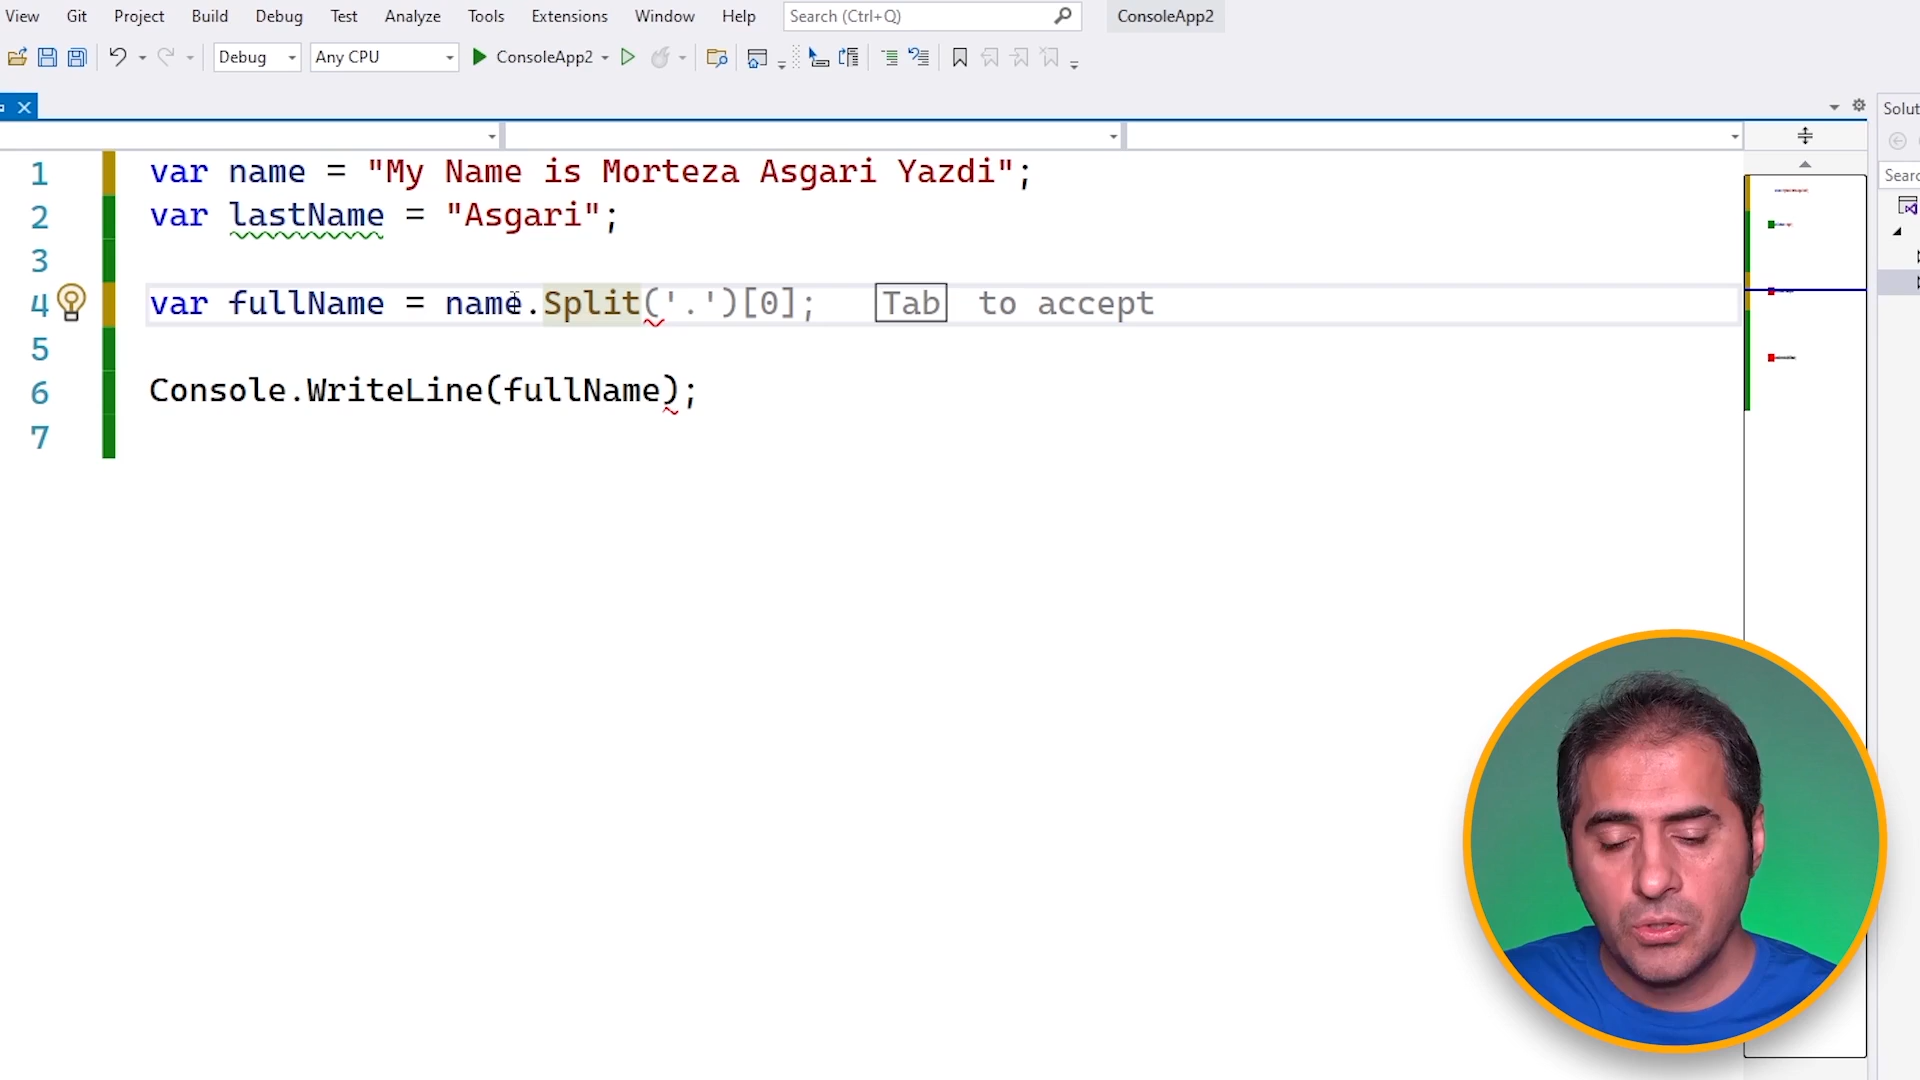 View Git Project Build Debug Test Analyze Tools Extensions Window Help Search (Ctrl+Q) ConsoleApp2
Debug Any CPU ConsoleApp2
Solut
Searc
1 var name = "My Name is Morteza Asgari Yazdi";
2 var lastName = "Asgari";
3
4 var fullName = name.Split('.')[0]; Tab to accept
5
6 Console.WriteLine(fullName);
7